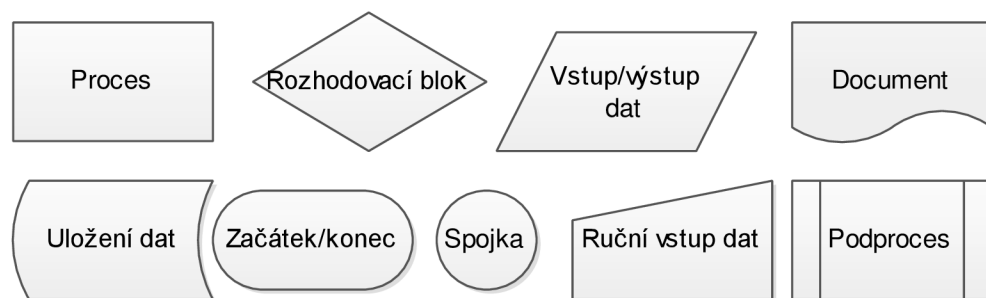 Proces
Rozhodovací blok
Vstup/výstup
dat
Document
Uložení dat
Začátek/konec
Spojka
Ruční vstup dat
Podproces